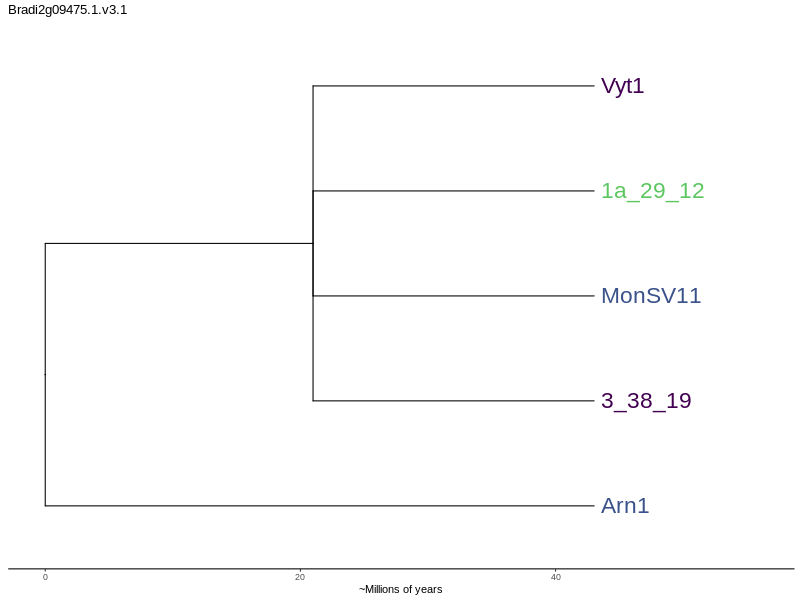 Bradi2g09475.1.v3.1
Vyt1
1a_29_12
MonSV11
3_38_19
Arn1
0 20 40
~Millions of years